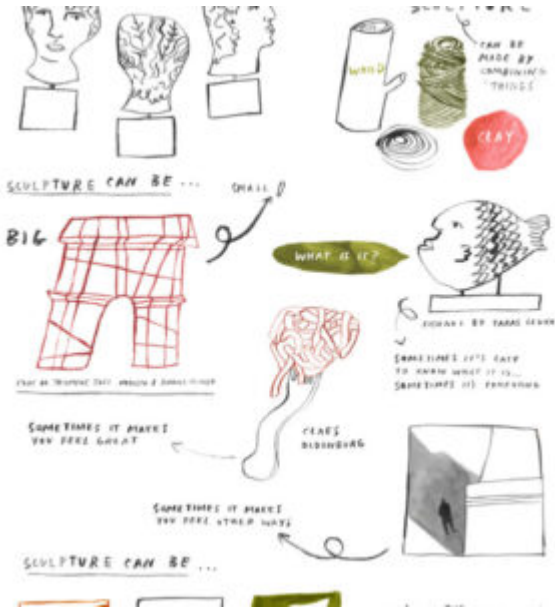 SCULPTURE
CAN BE
MADE BY
COMBINING
THINGS
WOOD
CLAY
SCULPTURE CAN BE ...
SMALL
BIG
WHAT IS IT?
SOMETIMES IT'S EASY
TO KNOW WHAT IT IS...
SOMETIMES IT'S CONFUSING
SOMETIMES IT MAKES
YOU FEEL GREAT
CLAES
OLDENBURG
SOMETIMES IT MAKES
YOU FEEL OTHER WAYS
SCULPTURE CAN BE ...